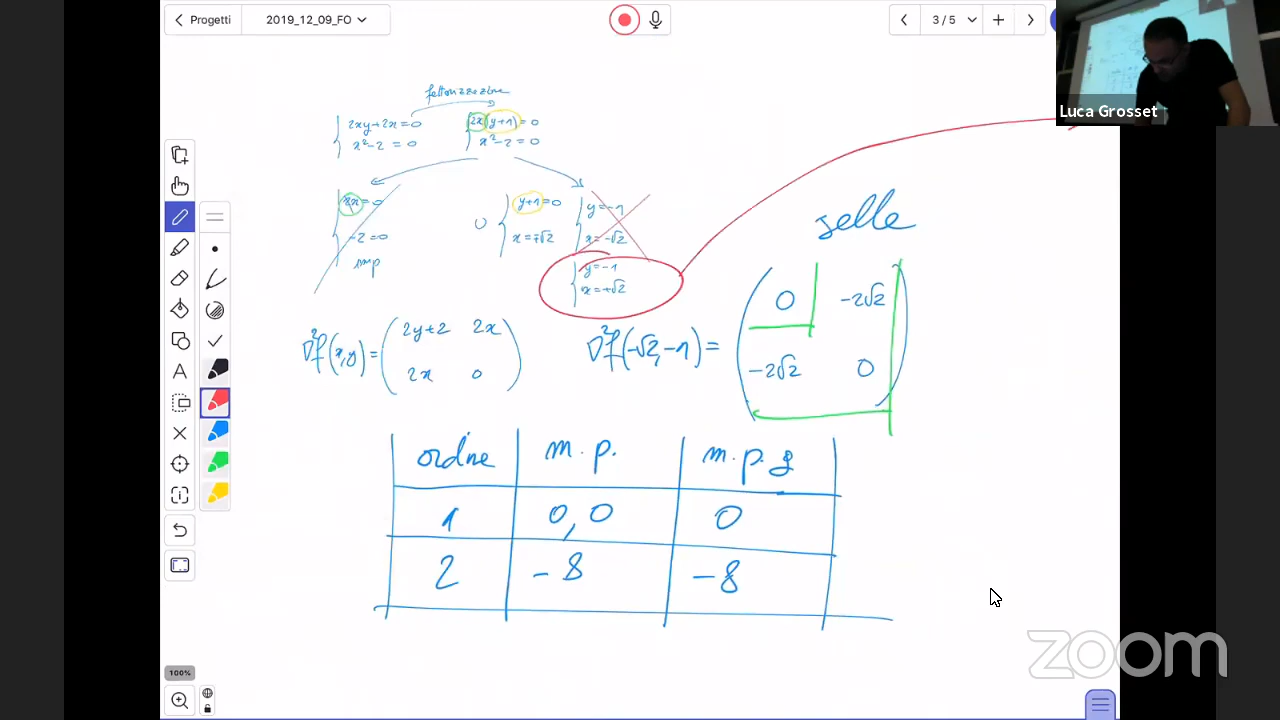 Progetti
2019_12_09_FO
3 / 5
Luca Grosset
fattorizzazione
{ 2xy+2x=0
x²-2 = 0
{ 2x(y+1)=0
x²-2=0
{ 2x=0
-2=0
imp
∪ { y+1=0
x=∓√2
{ y=-1
x=-√2
{ y=-1
x=+√2
selle
∇²f(x,y)= ( 2y+2 2x
2x 0 )
∇²f(-√2,-1)= ( 0 -2√2
-2√2 0 )
ordine m.p. m.p.g
1 0,0 0
2 -8 -8
A
100%
zoom